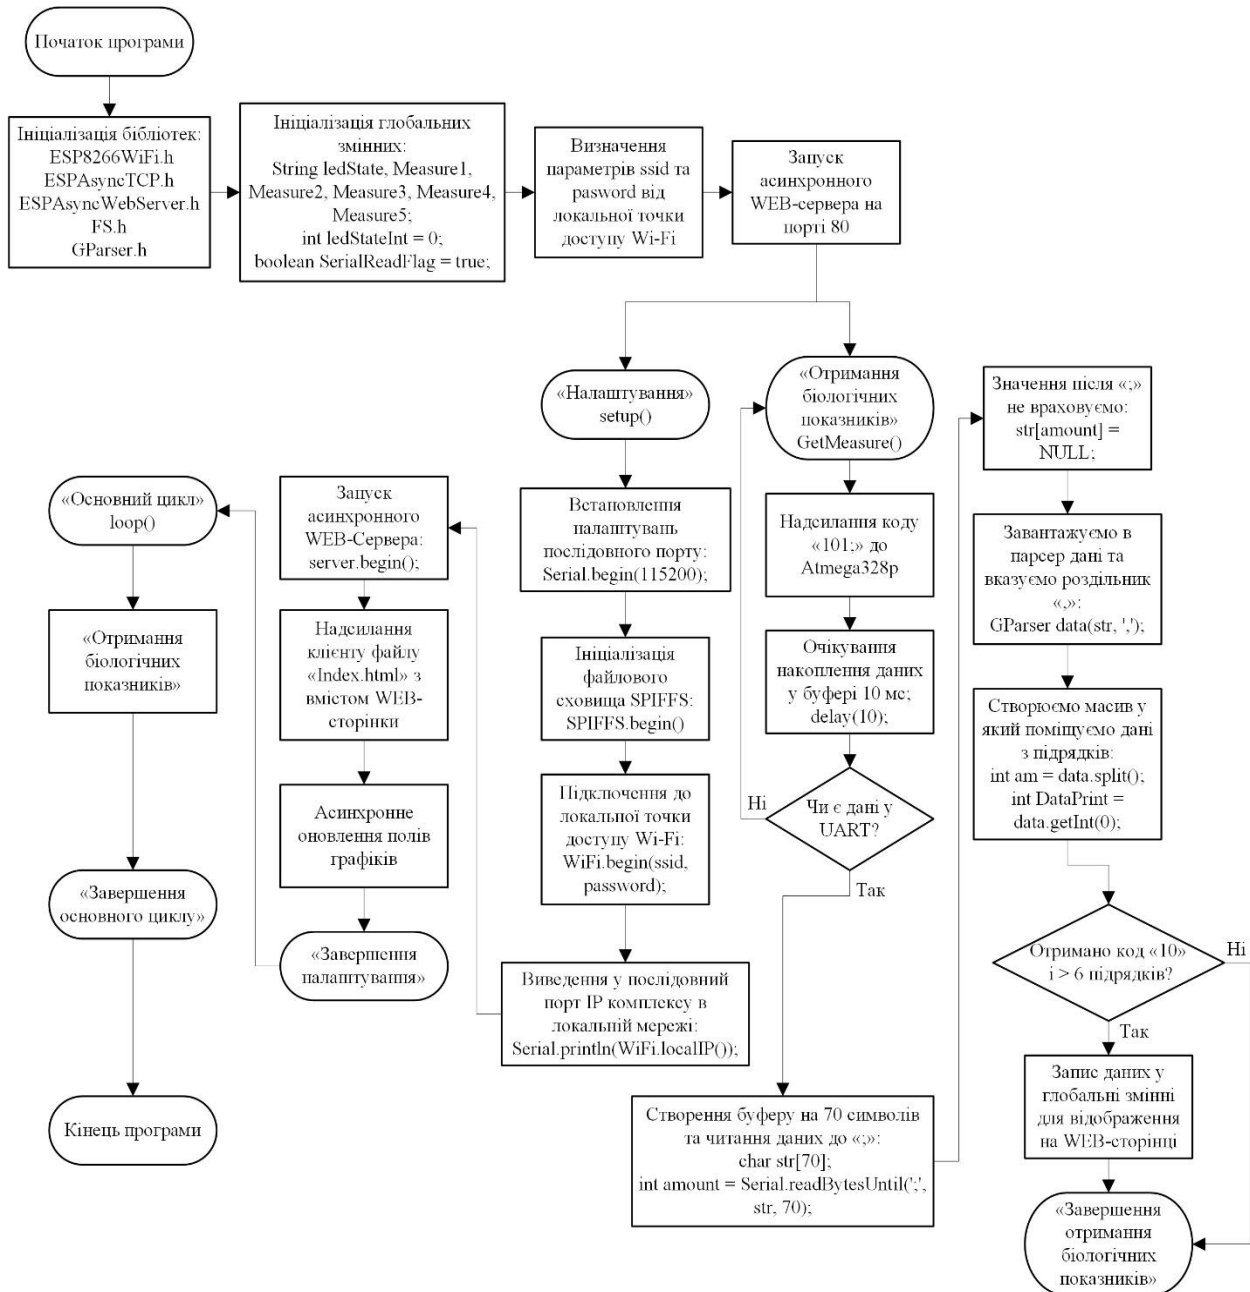 Початок програми
Ініціалізація бібліотек:
ESP8266WiFi.h
ESPAsyncTCP.h
ESPAsyncWebServer.h
FS.h
GParser.h
Ініціалізація глобальних
змінних:
String ledState, Measure1,
Measure2, Measure3, Measure4,
Measure5;
int ledStateInt = 0;
boolean SerialReadFlag = true;
Визначення
параметрів ssid та
pasword від
локальної точки
доступу Wi-Fi
Запуск
асинхронного
WEB-сервера на
порті 80
«Налаштування»
setup()
Встановлення
налаштувань
послідовного порту:
Serial.begin(115200);
Ініціалізація
файлового
сховища SPIFFS:
SPIFFS.begin()
Підключення до
локальної точки
доступу Wi-Fi:
WiFi.begin(ssid,
password);
Виведення у послідовний
порт IP комплексу в
локальній мережі:
Serial.println(WiFi.localIP());
Запуск
асинхронного
WEB-Сервера:
server.begin();
Надсилання
клієнту файлу
«Index.html» з
вмістом WEB-
сторінки
Асинхронне
оновлення полів
графіків
«Завершення
налаштування»
«Основний цикл»
loop()
«Отримання
біологічних
показників»
«Завершення
основного циклу»
Кінець програми
«Отримання
біологічних
показників»
GetMeasure()
Надсилання коду
«101;» до
Atmega328p
Очікування
накопления даних
у буфері 10 мс;
delay(10);
Чи є дані у
UART?
Ні
Так
Створення буферу на 70 символів
та читання даних до «;»:
char str[70];
int amount = Serial.readBytesUntil(';',
str, 70);
Значення після «;»
не враховуємо:
str[amount] =
NULL;
Завантажуємо в
парсер дані та
вказуємо роздільник
«,»:
GParser data(str, ',');
Створюємо масив у
який поміщуємо дані
з підрядків:
int am = data.split();
int DataPrint =
data.getInt(0);
Отримано код «10»
і > 6 підрядків?
Ні
Так
Запис даних у
глобальні змінні
для відображення
на WEB-сторінці
«Завершення
отримання
біологічних
показників»